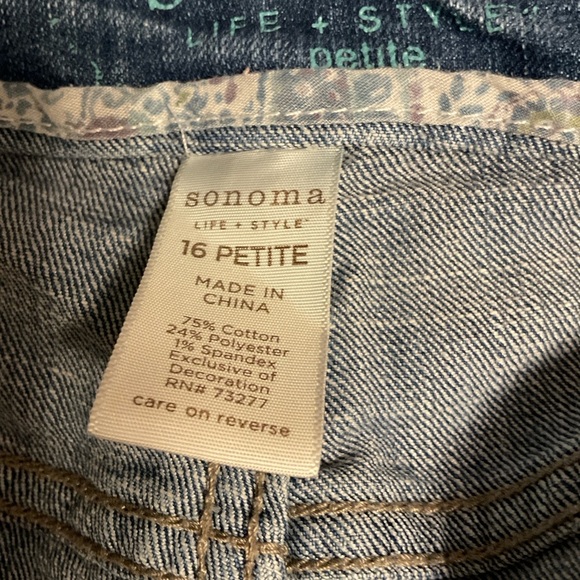 LIFE + STYLE
petite
sonoma
LIFE + STYLE™
16 PETITE
MADE IN
CHINA
75% Cotton
24% Polyester
1% Spandex
Exclusive of
Decoration
RN# 73277
care on reverse